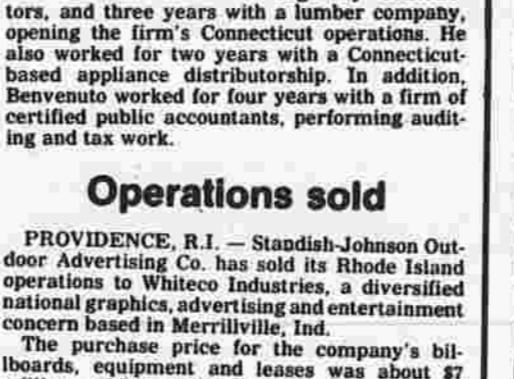 tors, and three years with a lumber company,
opening the firm's Connecticut operations. He
also worked for two years with a Connecticut-
based appliance distributorship. In addition,
Benvenuto worked for four years with a firm of
certified public accountants, performing audit-
ing and tax work.
Operations sold
PROVIDENCE, R.I. — Standish-Johnson Out-
door Advertising Co. has sold its Rhode Island
operations to Whiteco Industries, a diversified
national graphics, advertising and entertainment
concern based in Merrillville, Ind.
The purchase price for the company's bil-
lboards, equipment and leases was about $7